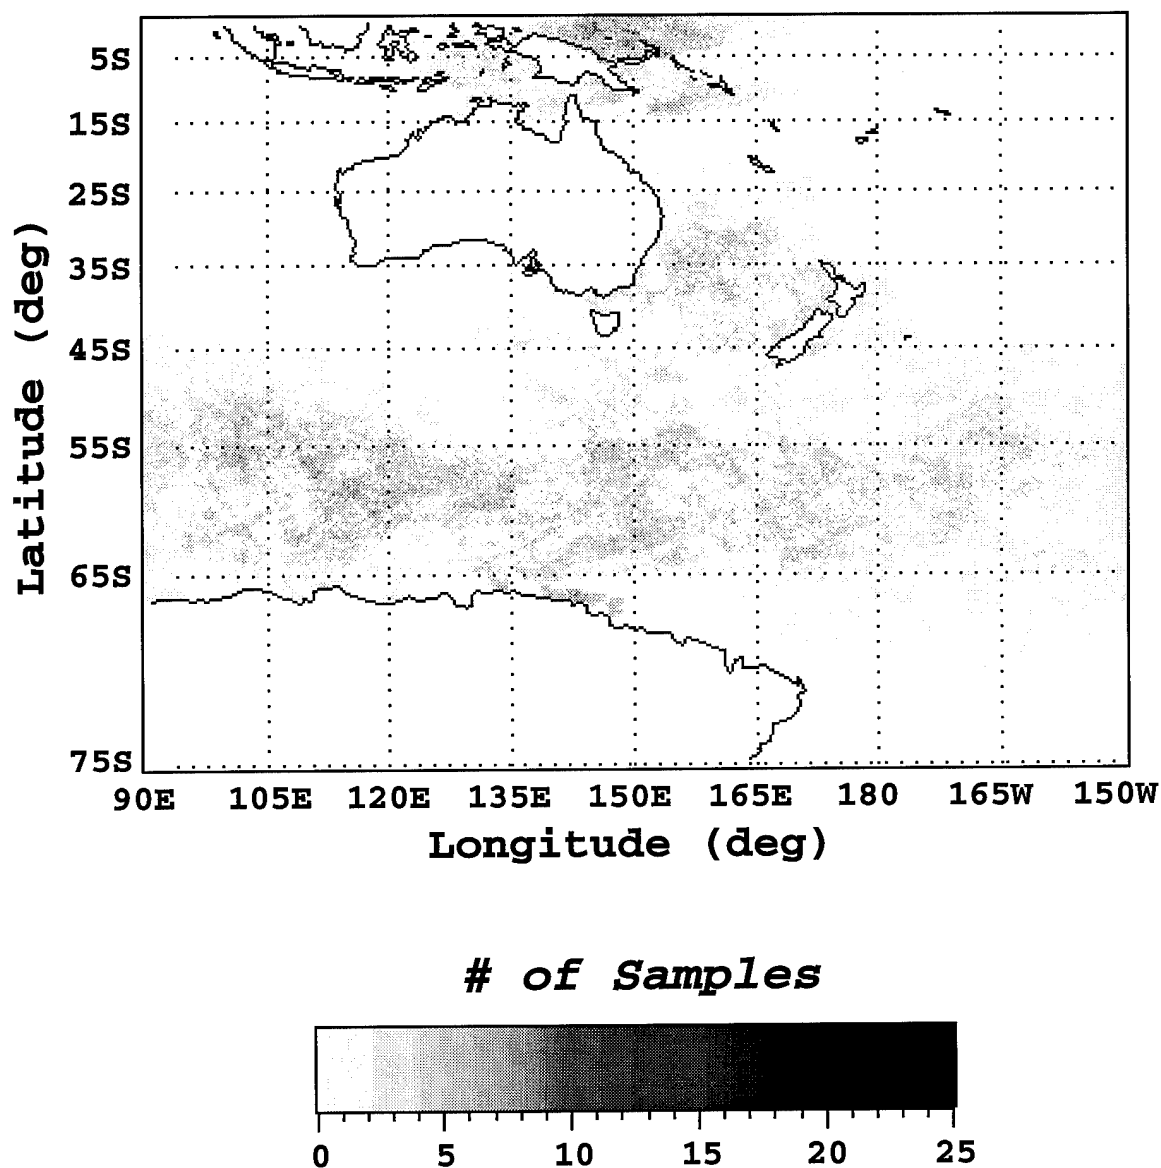 5S
15S
25S
35S
45S
55S
65S
75S
Latitude (deg)
90E 105E 120E 135E 150E 165E 180 165W 150W
Longitude (deg)
# of Samples
0 5 10 15 20 25